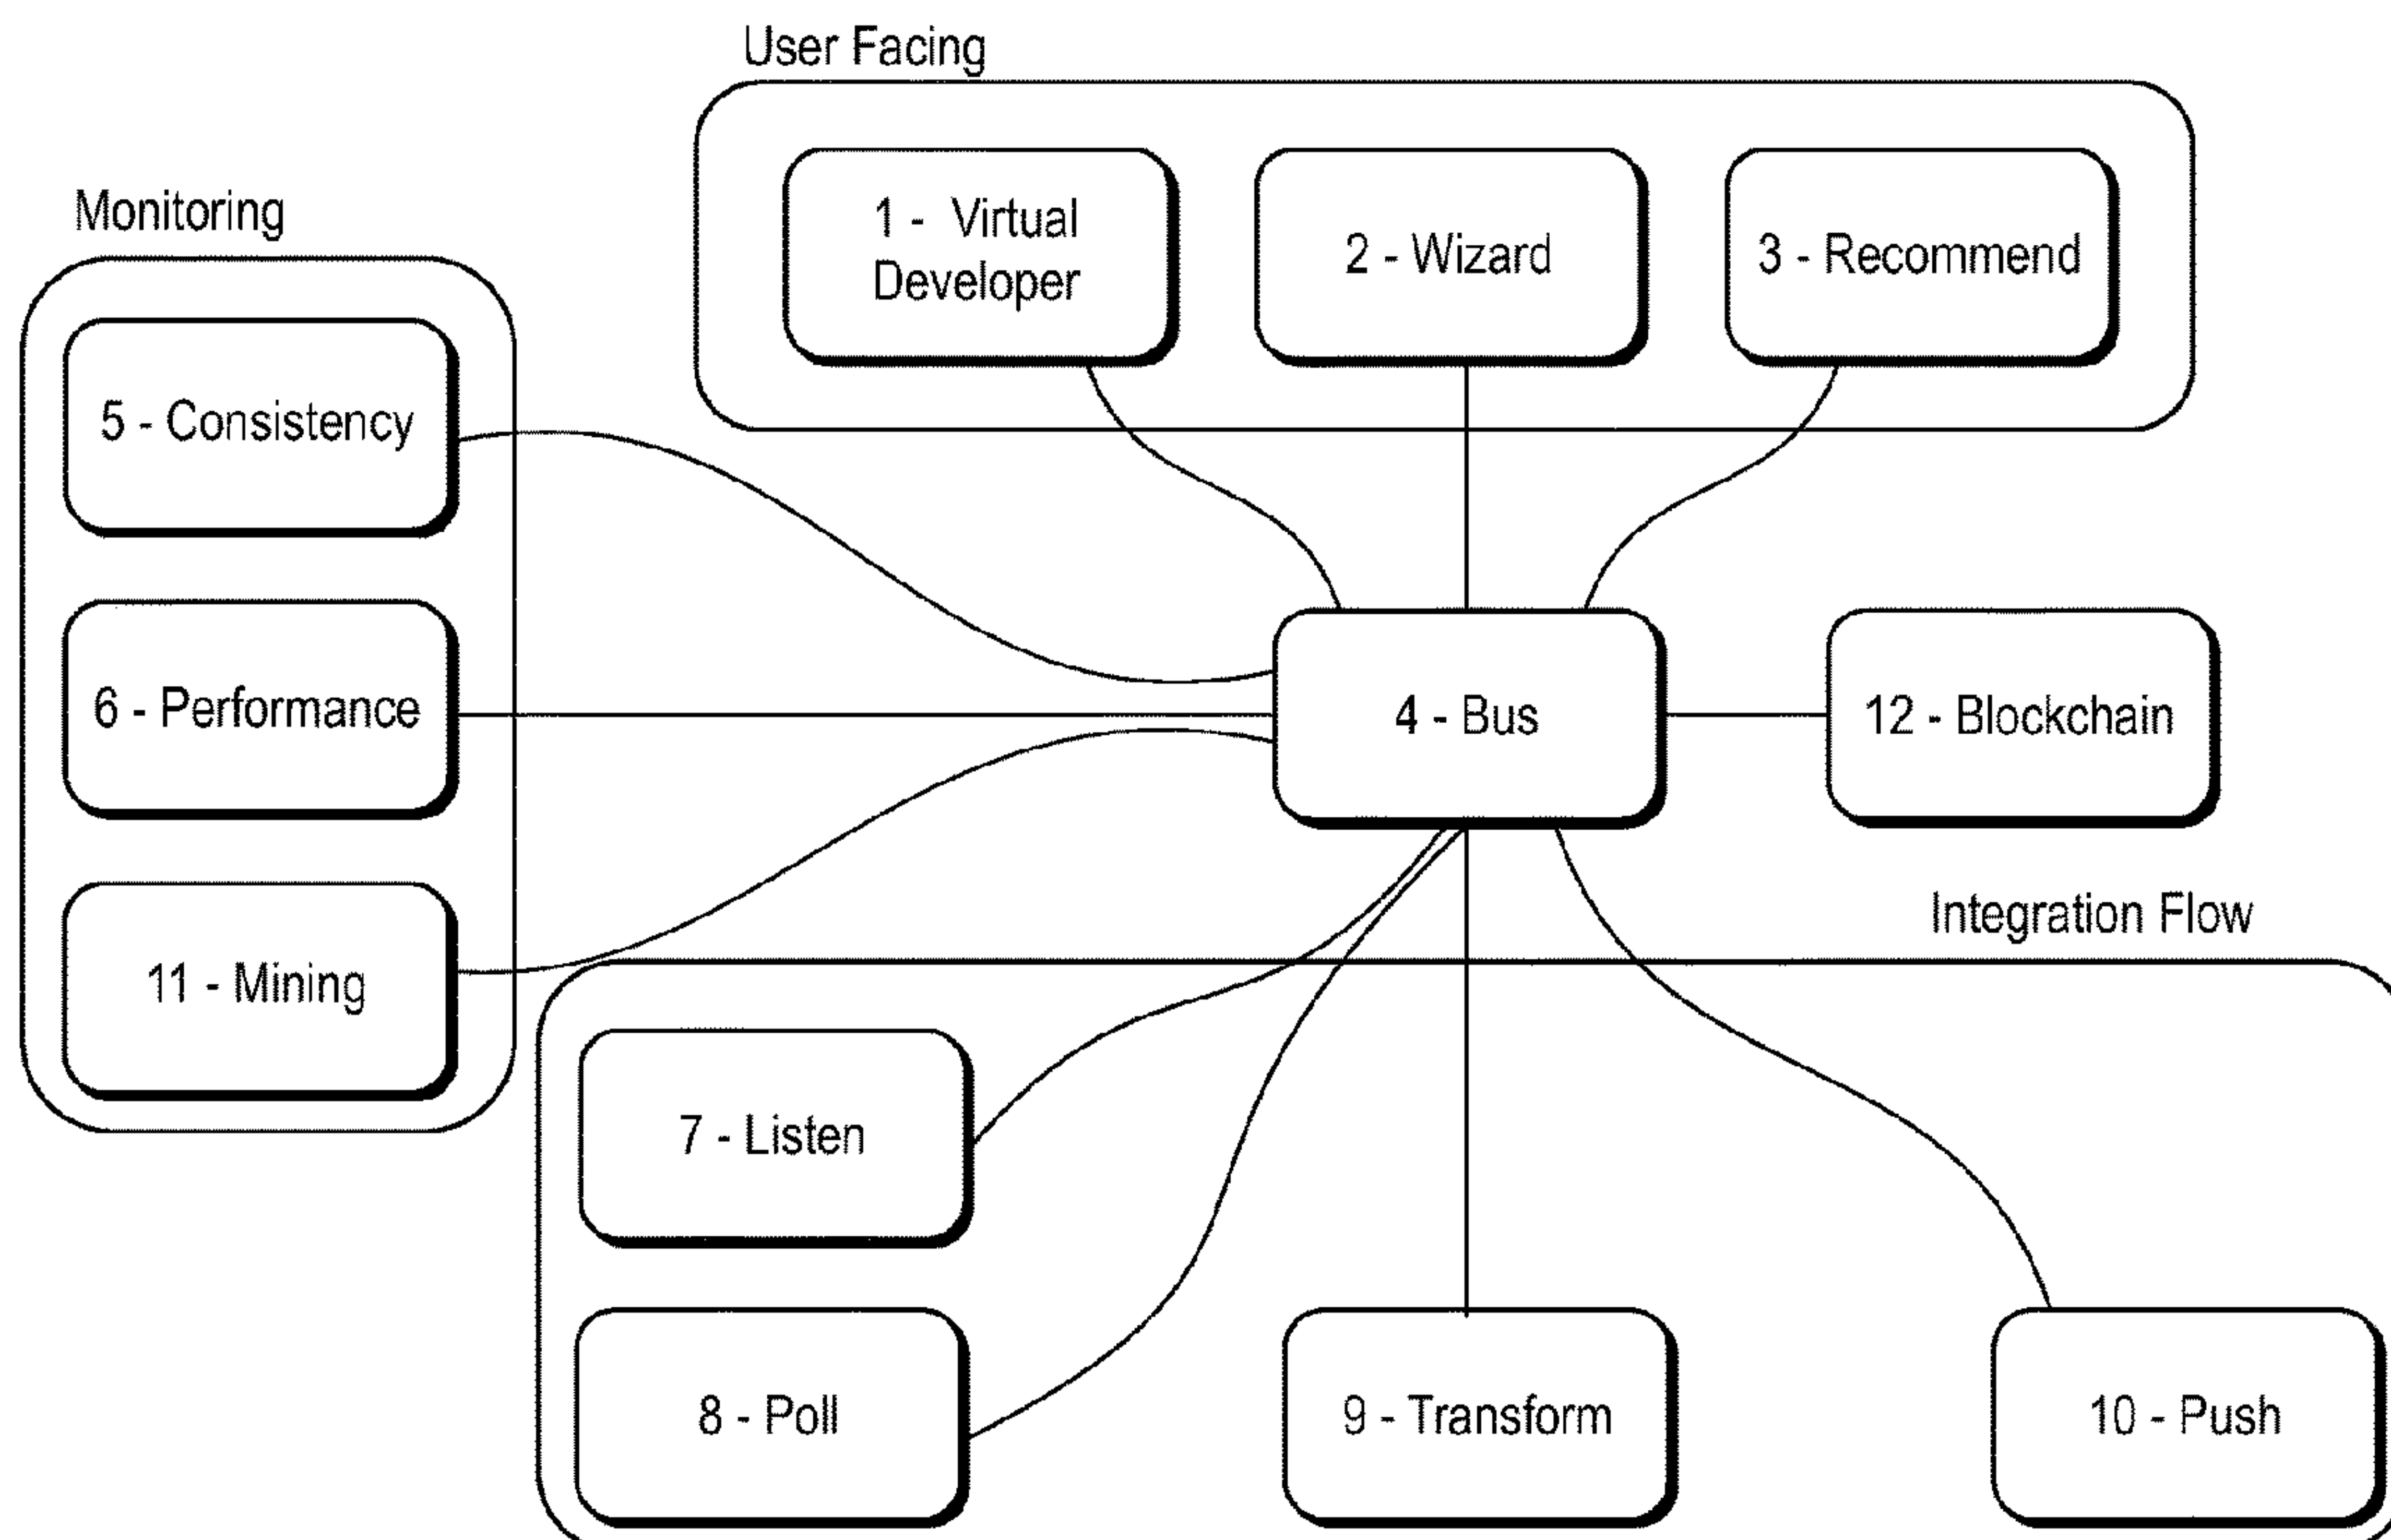 User Facing
1 - Virtual
Developer
2 - Wizard
3 - Recommend
Monitoring
5 - Consistency
6 - Performance
11 - Mining
4 - Bus
12 - Blockchain
Integration Flow
7 - Listen
8 - Poll
9 - Transform
10 - Push